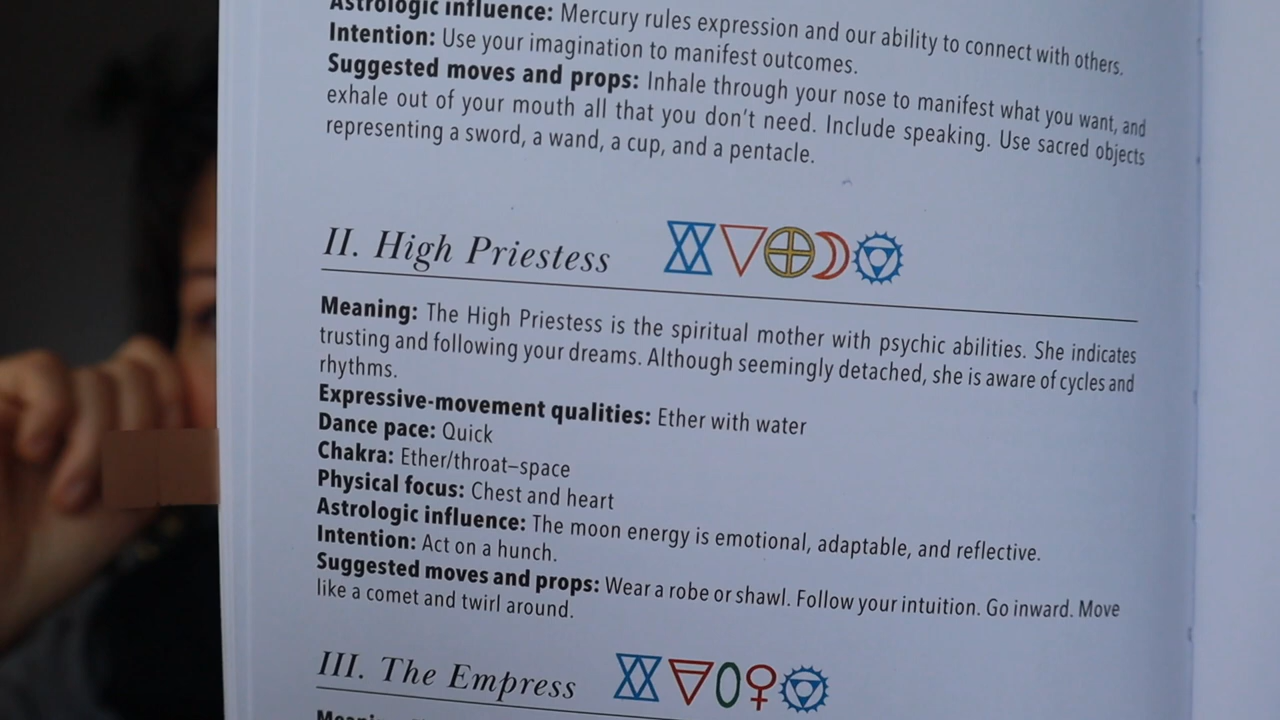 Astrologic influence: Mercury rules expression and our ability to connect with others.
Intention: Use your imagination to manifest outcomes.
Suggested moves and props: Inhale through your nose to manifest what you want, and
exhale out of your mouth all that you don't need. Include speaking. Use sacred objects
representing a sword, a wand, a cup, and a pentacle.
II. High Priestess
Meaning: The High Priestess is the spiritual mother with psychic abilities. She indicates
trusting and following your dreams. Although seemingly detached, she is aware of cycles and
rhythms.
Expressive-movement qualities: Ether with water
Dance pace: Quick
Chakra: Ether/throat–space
Physical focus: Chest and heart
Astrologic influence: The moon energy is emotional, adaptable, and reflective.
Intention: Act on a hunch.
Suggested moves and props: Wear a robe or shawl. Follow your intuition. Go inward. Move
like a comet and twirl around.
III. The Empress